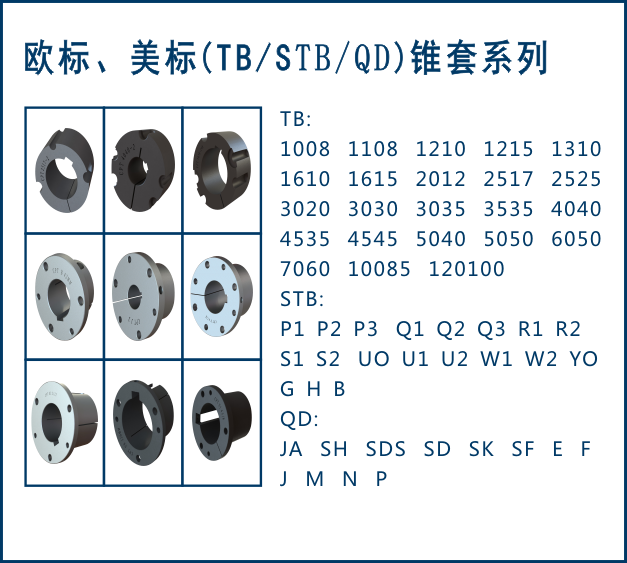 欧标、美标(TB/STB/QD)锥套系列
TB:
1008 1108 1210 1215 1310
1610 1615 2012 2517 2525
3020 3030 3035 3535 4040
4535 4545 5040 5050 6050
7060 10085 120100
STB:
P1 P2 P3 Q1 Q2 Q3 R1 R2
S1 S2 UO U1 U2 W1 W2 YO
G H B
QD:
JA SH SDS SD SK SF E F
J M N P